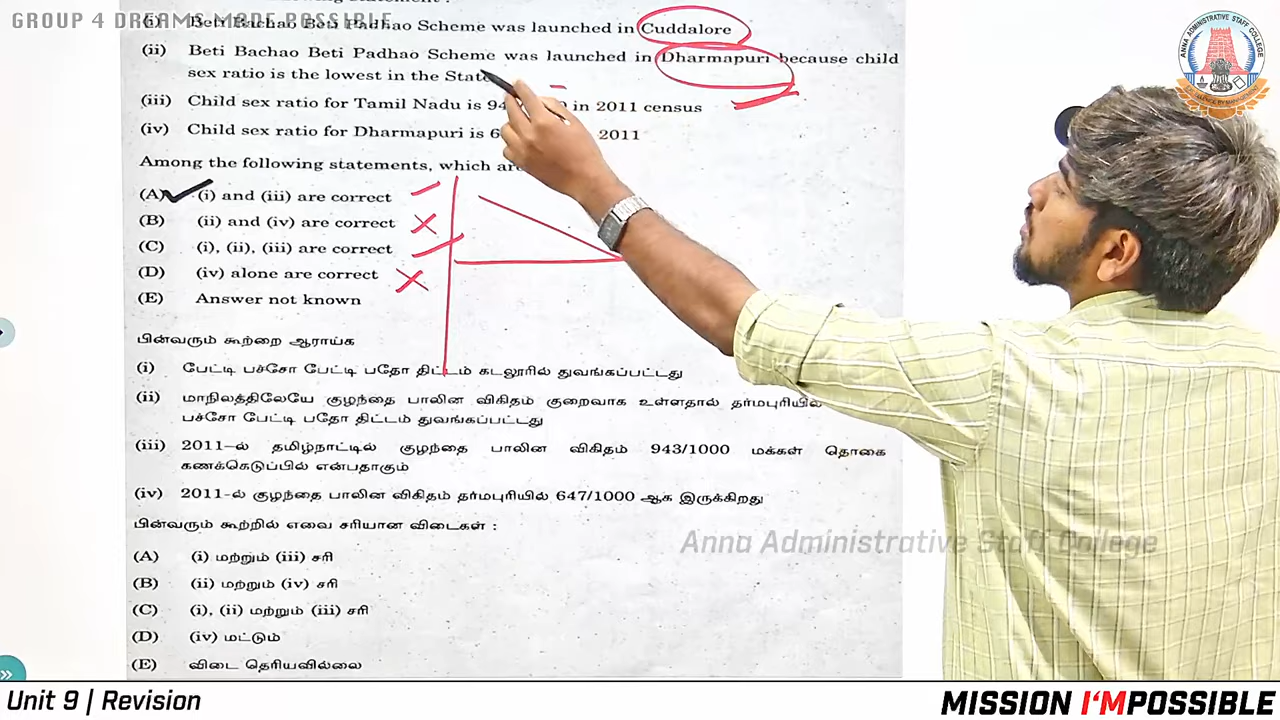 GROUP 4 DREAMS MADE POSSIBLE
(i) Beti Bachao Beti Padhao Scheme was launched in Cuddalore
(ii) Beti Bachao Beti Padhao Scheme was launched in Dharmapuri because child
sex ratio is the lowest in the State
(iii) Child sex ratio for Tamil Nadu is 94 in 2011 census
(iv) Child sex ratio for Dharmapuri is 6 2011
Among the following statements, which are
(A) (i) and (iii) are correct
(B) (ii) and (iv) are correct
(C) (i), (ii), (iii) are correct
(D) (iv) alone are correct
(E) Answer not known
பின்வரும் கூற்றை ஆராய்க
(i) பேட்டி பச்சோ பேட்டி பதோ திட்டம் கடலூரில் துவங்கப்பட்டது
(ii) மாநிலத்திலேயே குழந்தை பாலின விகிதம் குறைவாக உள்ளதால் தர்மபுரியில்
பச்சோ பேட்டி பதோ திட்டம் துவங்கப்பட்டது
(iii) 2011–ல் தமிழ்நாட்டில் குழந்தை பாலின விகிதம் 943/1000 மக்கள் தொகை
கணக்கெடுப்பில் என்பதாகும்
(iv) 2011-ல் குழந்தை பாலின விகிதம் தர்மபுரியில் 647/1000 ஆக இருக்கிறது
பின்வரும் கூற்றில் எவை சரியான விடைகள் :
(A) (i) மற்றும் (iii) சரி
(B) (ii) மற்றும் (iv) சரி
(C) (i), (ii) மற்றும் (iii) சரி
(D) (iv) மட்டும்
(E) விடை தெரியவில்லை
Anna Administrative Staff College
ANNA ADMINISTRATIVE STAFF COLLEGE
Unit 9 | Revision
MISSION I'MPOSSIBLE